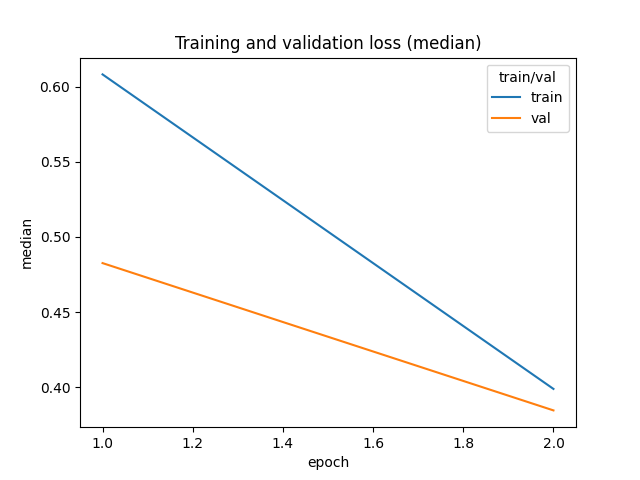 Training and validation loss (median)
train/val
train
val
0.60
0.55
0.50
0.45
0.40
median
1.0
1.2
1.4
1.6
1.8
2.0
epoch